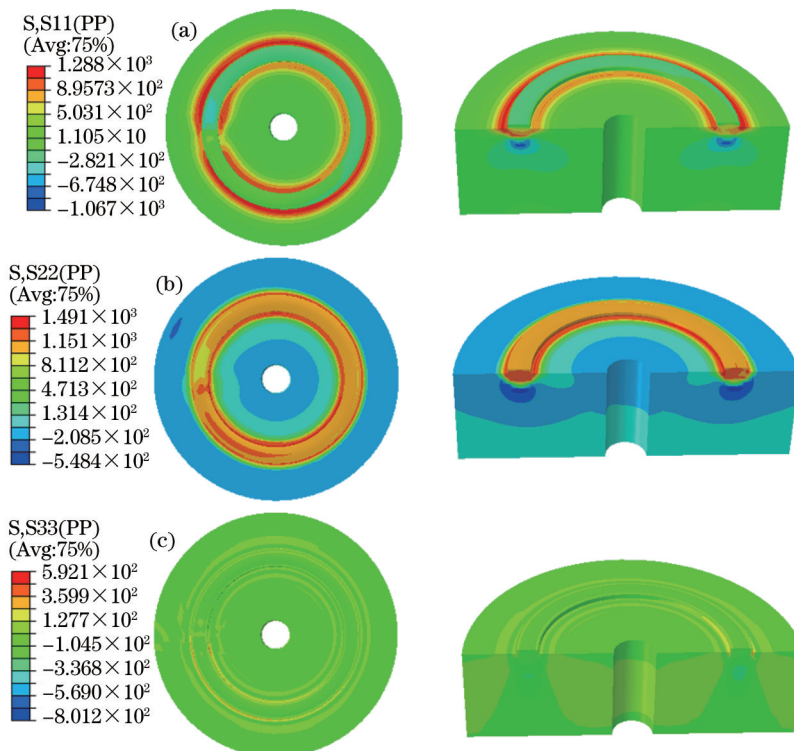 S,S11(PP)
(Avg:75%)
(a)
1.288×10³
8.9573×10²
5.031×10²
1.105×10
−2.821×10²
−6.748×10²
−1.067×10³
S,S22(PP)
(Avg:75%)
(b)
1.491×10³
1.151×10³
8.112×10²
4.713×10²
1.314×10²
−2.085×10²
−5.484×10²
S,S33(PP)
(Avg:75%)
(c)
5.921×10²
3.599×10²
1.277×10²
−1.045×10²
−3.368×10²
−5.690×10²
−8.012×10²